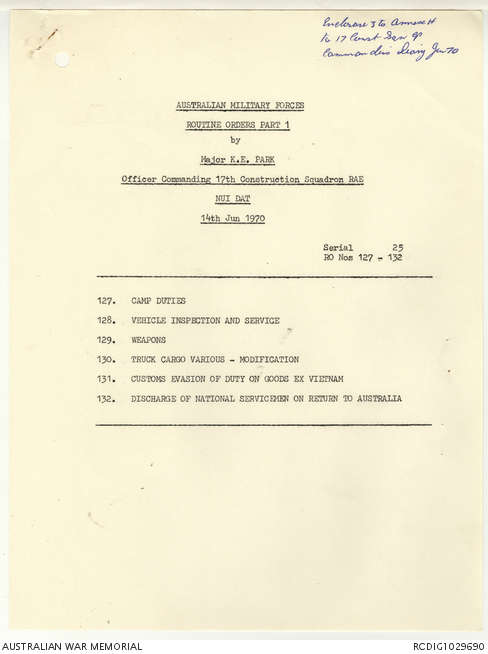 Enclosure 3 to Annex H
to 17 Const Sqn
Commanders Diary Jun 70
AUSTRALIAN MILITARY FORCES
ROUTINE ORDERS PART 1
by
Major K.E. PARK
Officer Commanding 17th Construction Squadron RAE
NUI DAT
14th Jun 1970
Serial 25
RO Nos 127 - 132
127. CAMP DUTIES
128. VEHICLE INSPECTION AND SERVICE
129. WEAPONS
130. TRUCK CARGO VARIOUS - MODIFICATION
131. CUSTOMS EVASION OF DUTY ON GOODS EX VIETNAM
132. DISCHARGE OF NATIONAL SERVICEMEN ON RETURN TO AUSTRALIA
AUSTRALIAN WAR MEMORIAL
RCDIG1029690